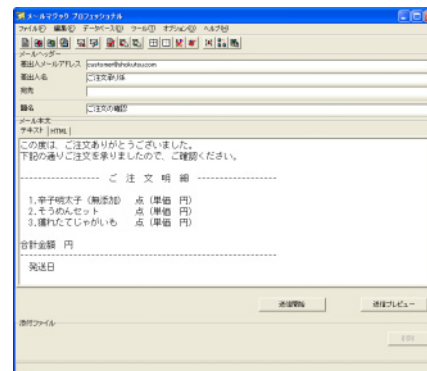 メールマジック プロフェッショナル
ファイル(F) 編集(E) データベース(D) ツール(T) オプション(O) ヘルプ(H)
メールヘッダー
差出人メールアドレス
差出人名 ご注文承り係
宛先
題名 ご注文の確認
メール本文
テキスト HTML
この度は、ご注文ありがとうございました。
下記の通りご注文を承りましたので、ご確認ください。
----------------- ご 注 文 明 細 -----------------
1.辛子明太子(無添加) 点(単価 円)
2.そうめんセット 点(単価 円)
3.獲れたてじゃがいも 点(単価 円)
合計金額 円
--------------------------------------------------
発送日
送信開始 送信プレビュー
添付ファイル
削除